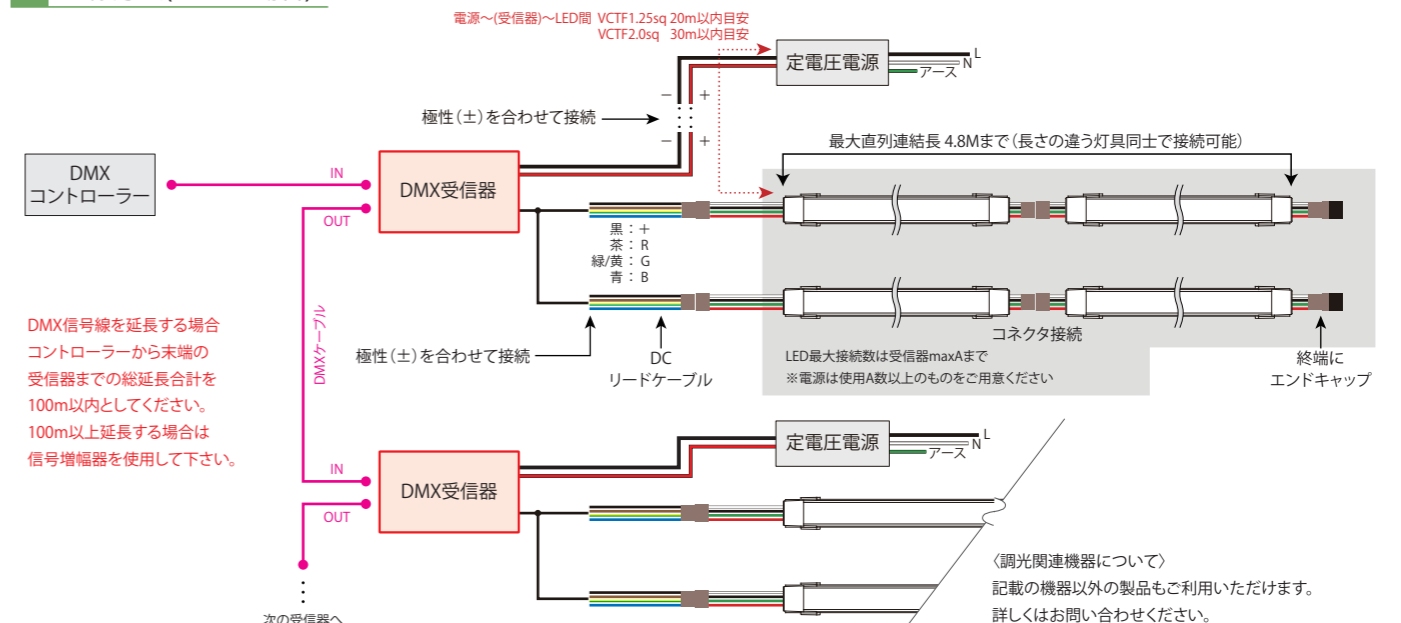 電源～(受信器)～LED間 VCTF1.25sq 20m以内目安
VCTF2.0sq 30m以内目安
定電圧電源
L
N
アース
－ ＋
極性(±)を合わせて接続
－ ＋
最大直列連結長 4.8Mまで(長さの違う灯具同士で接続可能)
DMX
コントローラー
IN
OUT
DMX受信器
黒：＋
茶：R
緑/黄：G
青：B
DMXケーブル
DMX信号線を延長する場合
コントローラーから末端の
受信器までの総延長合計を
100m以内としてください。
100m以上延長する場合は
信号増幅器を使用して下さい。
極性(±)を合わせて接続
DC
リードケーブル
コネクタ接続
LED最大接続数は受信器maxAまで
※電源は使用A数以上のものをご用意ください
終端に
エンドキャップ
定電圧電源
L
N
アース
IN
OUT
DMX受信器
次の受信器へ
〈調光関連機器について〉
記載の機器以外の製品もご利用いただけます。
詳しくはお問い合わせください。